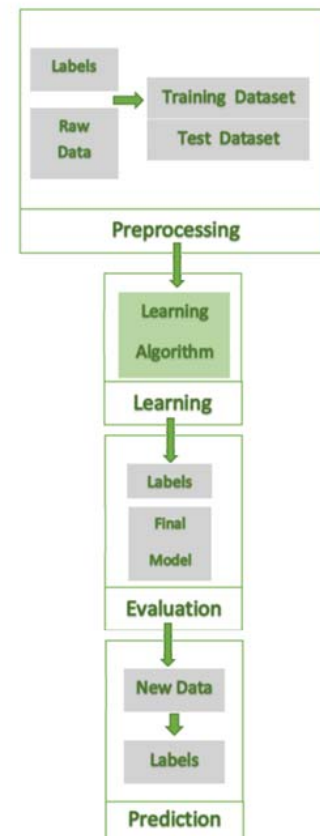 Labels
Raw
Data
Training Dataset
Test Dataset
Preprocessing
Learning
Algorithm
Learning
Labels
Final
Model
Evaluation
New Data
Labels
Prediction